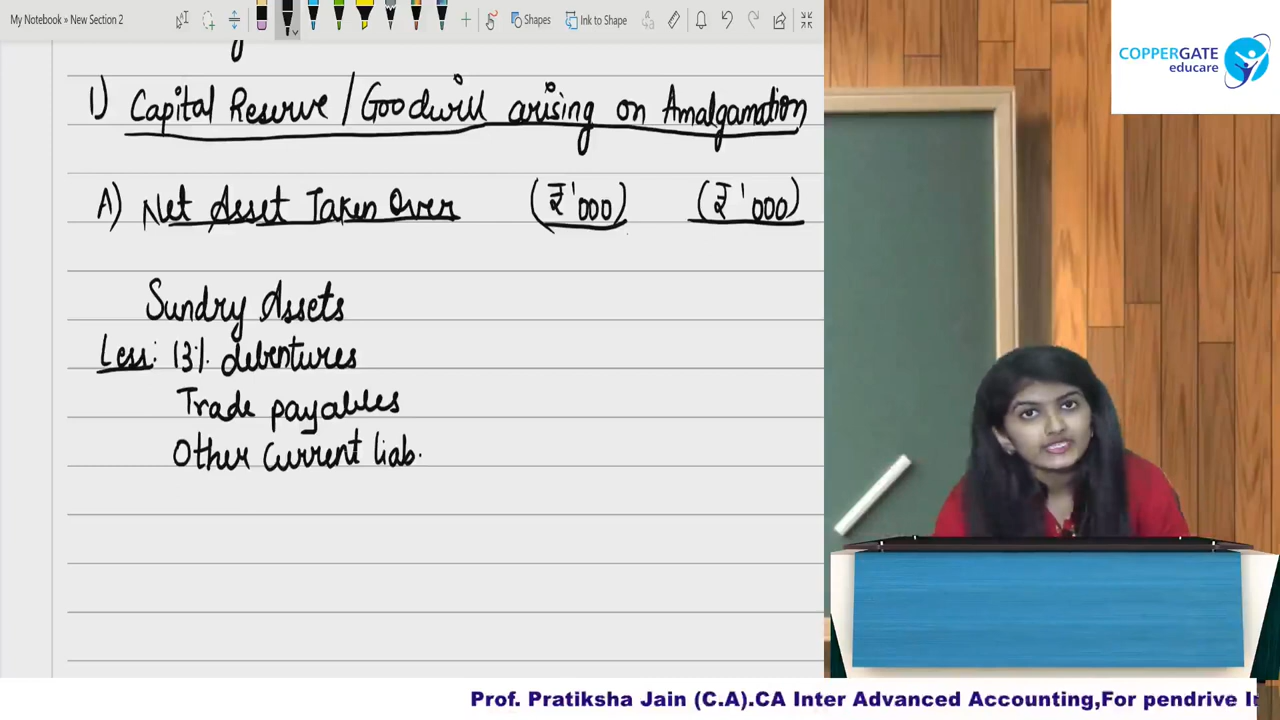 My Notebook » New Section 2
Shapes
Ink to Shape
COPPERGATE
educare
1) Capital Reserve / Goodwill arising on Amalgamation
A) Net Asset Taken Over (₹'000) (₹'000)
Sundry Assets
Less: 13% debentures
Trade payables
Other Current liab.
Prof. Pratiksha Jain (C.A).CA Inter Advanced Accounting,For pendrive